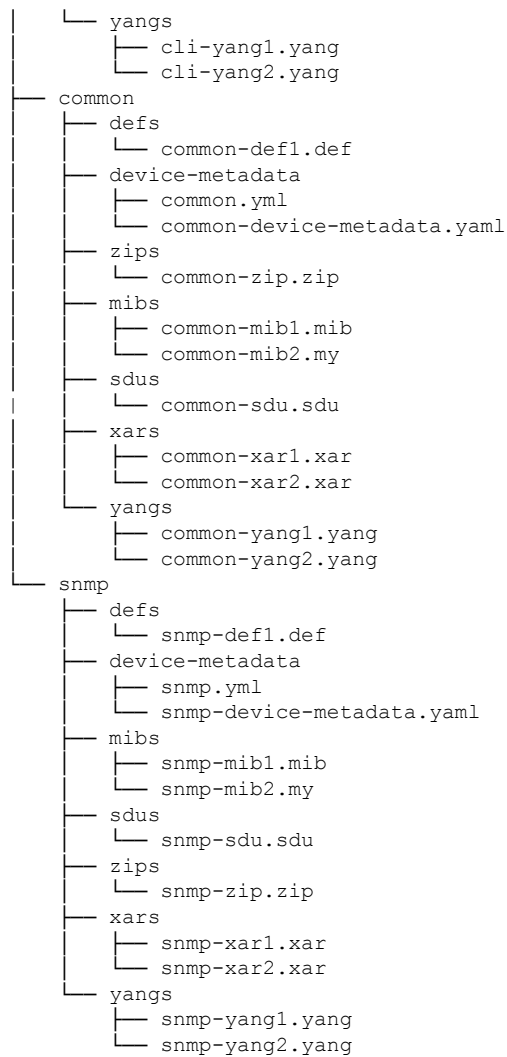 │   └── yangs
│       ├── cli-yang1.yang
│       └── cli-yang2.yang
├── common
│   ├── defs
│   │   └── common-def1.def
│   ├── device-metadata
│   │   ├── common.yml
│   │   └── common-device-metadata.yaml
│   ├── zips
│   │   └── common-zip.zip
│   ├── mibs
│   │   ├── common-mib1.mib
│   │   └── common-mib2.my
│   ├── sdus
│   │   └── common-sdu.sdu
│   ├── xars
│   │   ├── common-xar1.xar
│   │   └── common-xar2.xar
│   └── yangs
│       ├── common-yang1.yang
│       └── common-yang2.yang
└── snmp
    ├── defs
    │   └── snmp-def1.def
    ├── device-metadata
    │   ├── snmp.yml
    │   └── snmp-device-metadata.yaml
    ├── mibs
    │   ├── snmp-mib1.mib
    │   └── snmp-mib2.my
    ├── sdus
    │   └── snmp-sdu.sdu
    ├── zips
    │   └── snmp-zip.zip
    ├── xars
    │   ├── snmp-xar1.xar
    │   └── snmp-xar2.xar
    └── yangs
        ├── snmp-yang1.yang
        └── snmp-yang2.yang